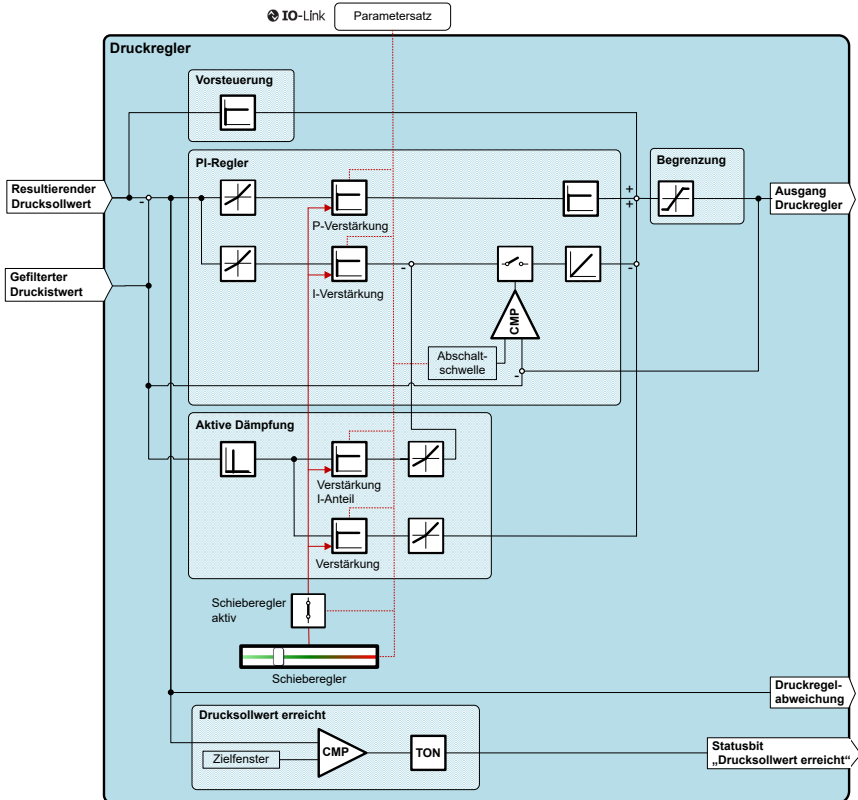 IO-Link
Parametersatz
Druckregler
Vorsteuerung
PI-Regler
Begrenzung
Resultierender
Drucksollwert
-
+
+
Ausgang
Druckregler
P-Verstärkung
Gefilterter
Druckistwert
-
-
I-Verstärkung
CMP
Abschalt-
schwelle
-
Aktive Dämpfung
Verstärkung
I-Anteil
Verstärkung
Schieberegler
aktiv
Schieberegler
Druckregel-
abweichung
Drucksollwert erreicht
CMP
TON
Zielfenster
Statusbit
„Drucksollwert erreicht“